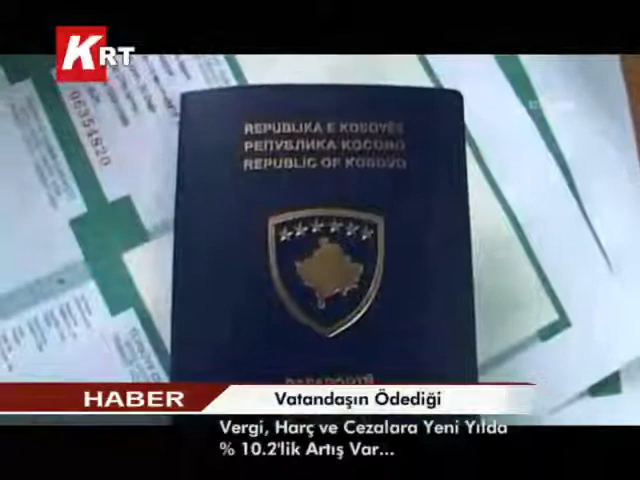 KRT
06354820
REPUBLIKA E KOSOVËS
РЕПУБЛИКА КОСОВО
REPUBLIC OF KOSOVO
HABER
Vatandaşın Ödediği
Vergi, Harç ve Cezalara Yeni Yılda
% 10.2'lik Artış Var...